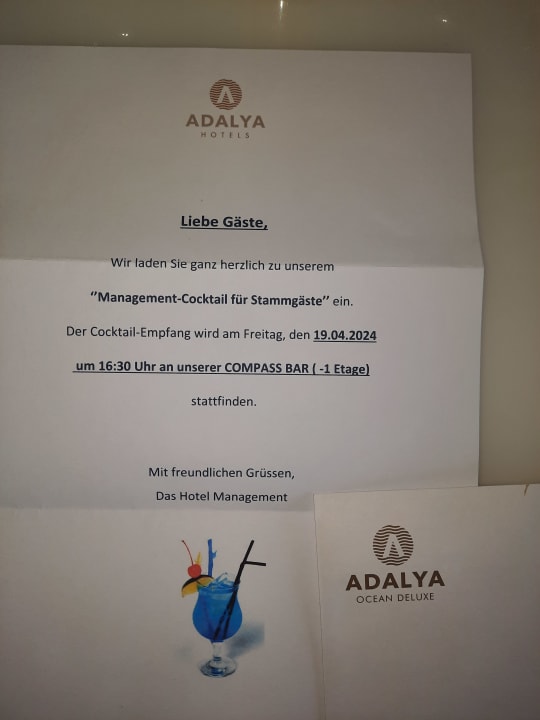 ADALYA
HOTELS
Liebe Gäste,
Wir laden Sie ganz herzlich zu unserem
“Management-Cocktail für Stammgäste” ein.
Der Cocktail-Empfang wird am Freitag, den 19.04.2024
um 16:30 Uhr an unserer COMPASS BAR ( -1 Etage)
stattfinden.
Mit freundlichen Grüssen,
Das Hotel Management
ADALYA
OCEAN DELUXE